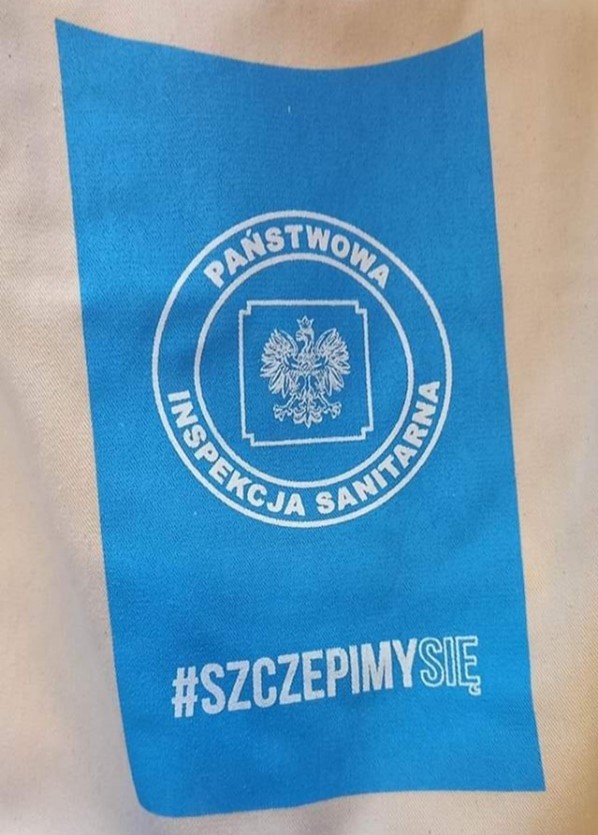 PAŃSTWOWA
INSPEKCJA SANITARNA
#SZCZEPIMYSIĘ